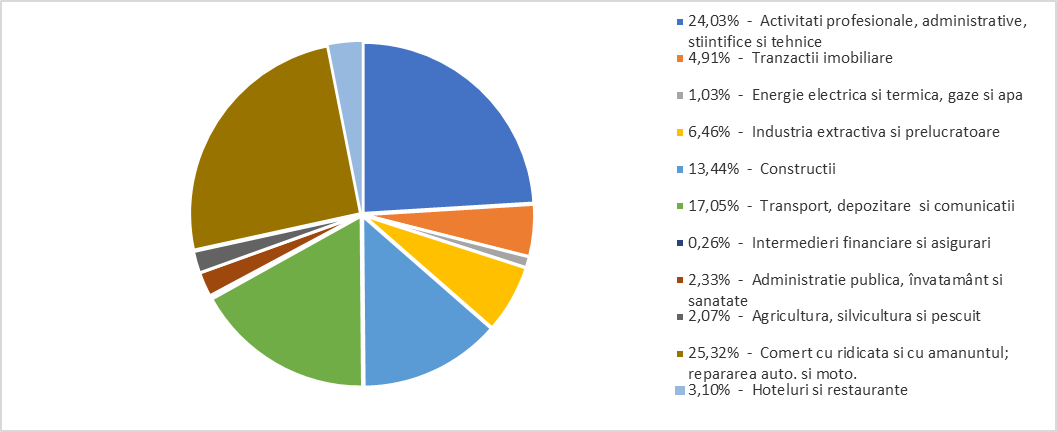 24,03% - Activitati profesionale, administrative,
stiintifice si tehnice
4,91% - Tranzactii imobiliare
1,03% - Energie electrica si termica, gaze si apa
6,46% - Industria extractiva si prelucratoare
13,44% - Constructii
17,05% - Transport, depozitare si comunicatii
0,26% - Intermedieri financiare si asigurari
2,33% - Administratie publica, învatamânt si
sanatate
2,07% - Agricultura, silvicultura si pescuit
25,32% - Comert cu ridicata si cu amanuntul;
repararea auto. si moto.
3,10% - Hoteluri si restaurante